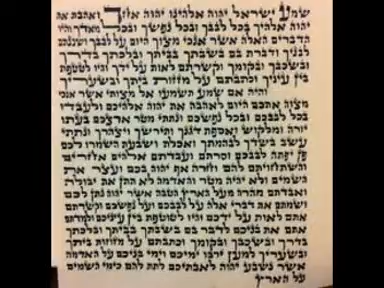 שמע ישראל יהוה אלהינו יהוה אחד ואהבת את
יהוה אלהיך בכל לבבך ובכל נפשך ובכל מאדך והיו
הדברים האלה אשר אנכי מצוך היום על לבבך ושננתם
לבניך ודברת בם בשבתך בביתך ובלכתך בדרך
ובשכבך ובקומך וקשרתם לאות על ידך והיו לטטפת
בין עיניך וכתבתם על מזזות ביתך ובשעריך
והיה אם שמע תשמעו אל מצותי אשר אנכי
מצוה אתכם היום לאהבה את יהוה אלהיכם ולעבדו
בכל לבבכם ובכל נפשכם ונתתי מטר ארצכם בעתו
יורה ומלקוש ואספת דגנך ותירשך ויצהרך ונתתי
עשב בשדך לבהמתך ואכלת ושבעת השמרו לכם
פן יפתה לבבכם וסרתם ועבדתם אלהים אחרים
והשתחויתם להם וחרה אף יהוה בכם ועצר את
השמים ולא יהיה מטר והאדמה לא תתן את יבולה
ואבדתם מהרה מעל הארץ הטבה אשר יהוה נתן לכם
ושמתם את דברי אלה על לבבכם ועל נפשכם וקשרתם
אתם לאות על ידכם והיו לטוטפת בין עיניכם ולמדתם
אתם את בניכם לדבר בם בשבתך בביתך ובלכתך
בדרך ובשכבך ובקומך וכתבתם על מזוזות ביתך
ובשעריך למען ירבו ימיכם וימי בניכם על האדמה
אשר נשבע יהוה לאבתיכם לתת להם כימי השמים
על הארץ